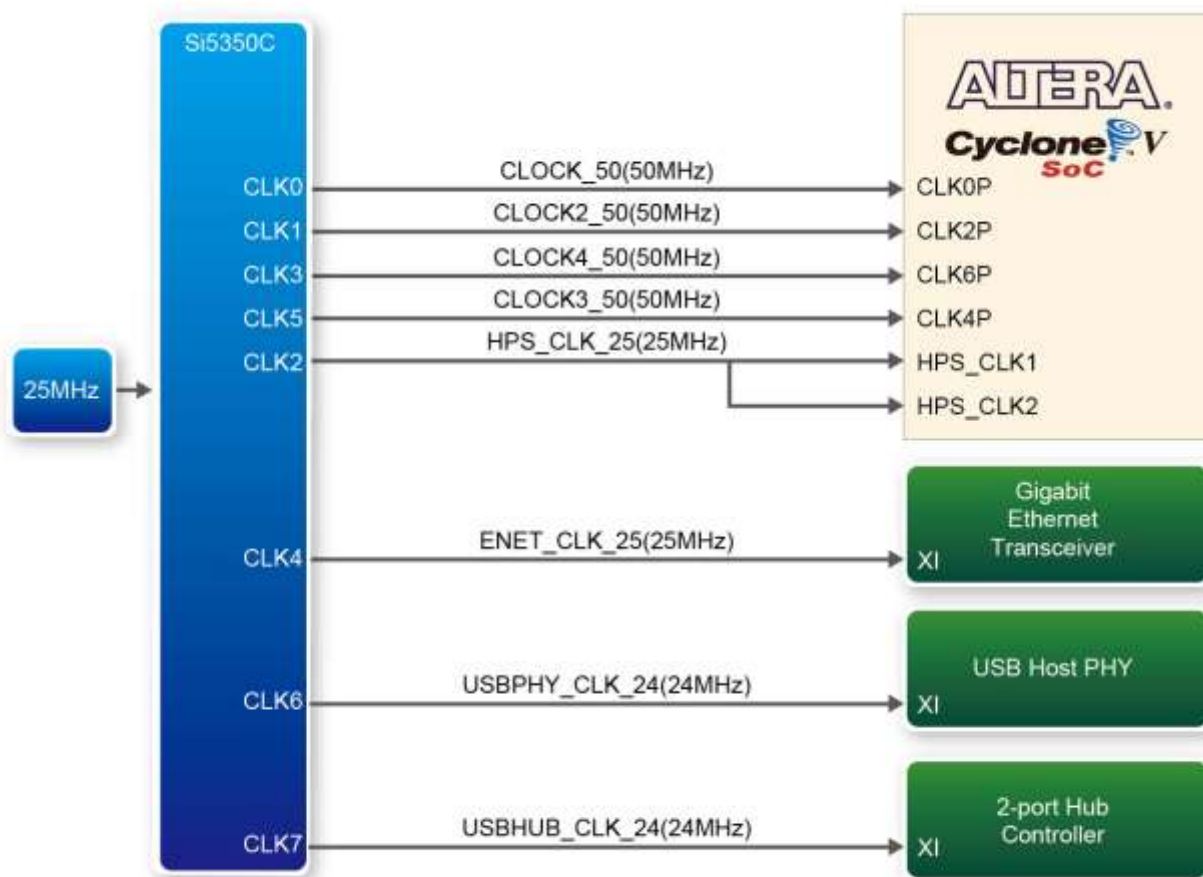 Si5350C
ALTERA®
Cyclone™ V
SoC
CLK0 CLOCK_50(50MHz) CLK0P
CLK1 CLOCK2_50(50MHz) CLK2P
CLK3 CLOCK4_50(50MHz) CLK6P
CLK5 CLOCK3_50(50MHz) CLK4P
CLK2 HPS_CLK_25(25MHz) HPS_CLK1
25MHz
HPS_CLK2
Gigabit
Ethernet
Transceiver
CLK4 ENET_CLK_25(25MHz) XI
USB Host PHY
CLK6 USBPHY_CLK_24(24MHz) XI
2-port Hub
Controller
CLK7 USBHUB_CLK_24(24MHz) XI